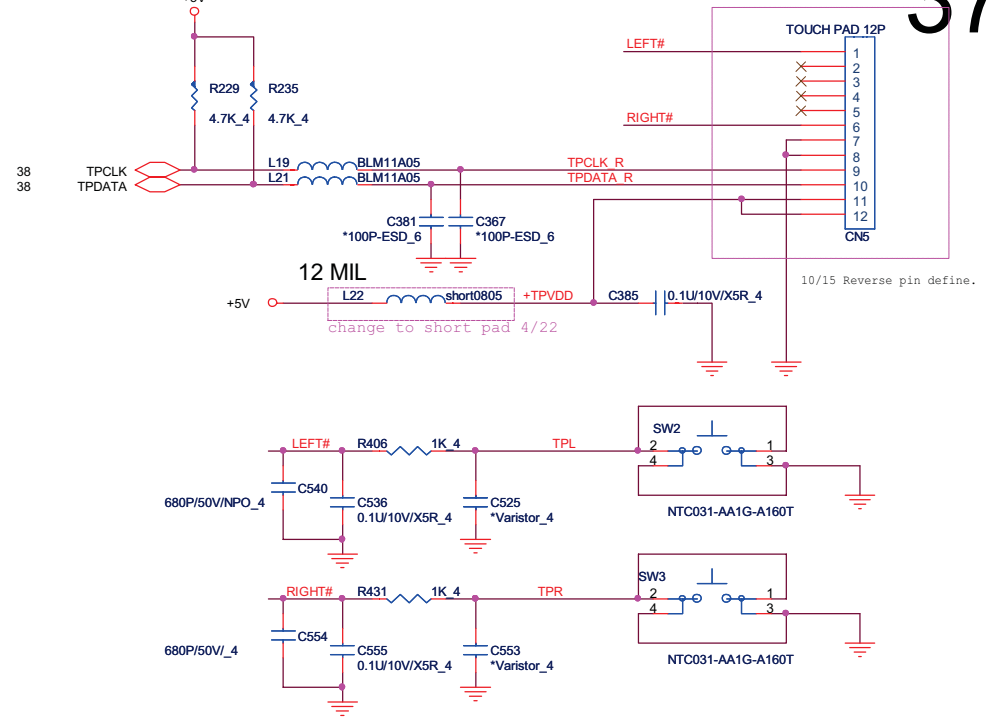 +5V
37
TOUCH PAD 12P
LEFT#
1
2
3
4
5
RIGHT#
6
7
8
9
10
11
12
CN5
R229
R235
4.7K_4
4.7K_4
38
TPCLK
L19
BLM11A05
TPCLK_R
38
TPDATA
L21
BLM11A05
TPDATA_R
C381
C367
*100P-ESD_6
*100P-ESD_6
12 MIL
10/15 Reverse pin define.
+5V
L22
short0805
+TPVDD
C385
0.1U/10V/X5R_4
change to short pad 4/22
SW2
LEFT#
R406
1K_4
TPL
2
1
4
3
C540
680P/50V/NPO_4
C536
0.1U/10V/X5R_4
C525
*Varistor_4
NTC031-AA1G-A160T
SW3
RIGHT#
R431
1K_4
TPR
2
1
4
3
C554
680P/50V/_4
C555
0.1U/10V/X5R_4
C553
*Varistor_4
NTC031-AA1G-A160T